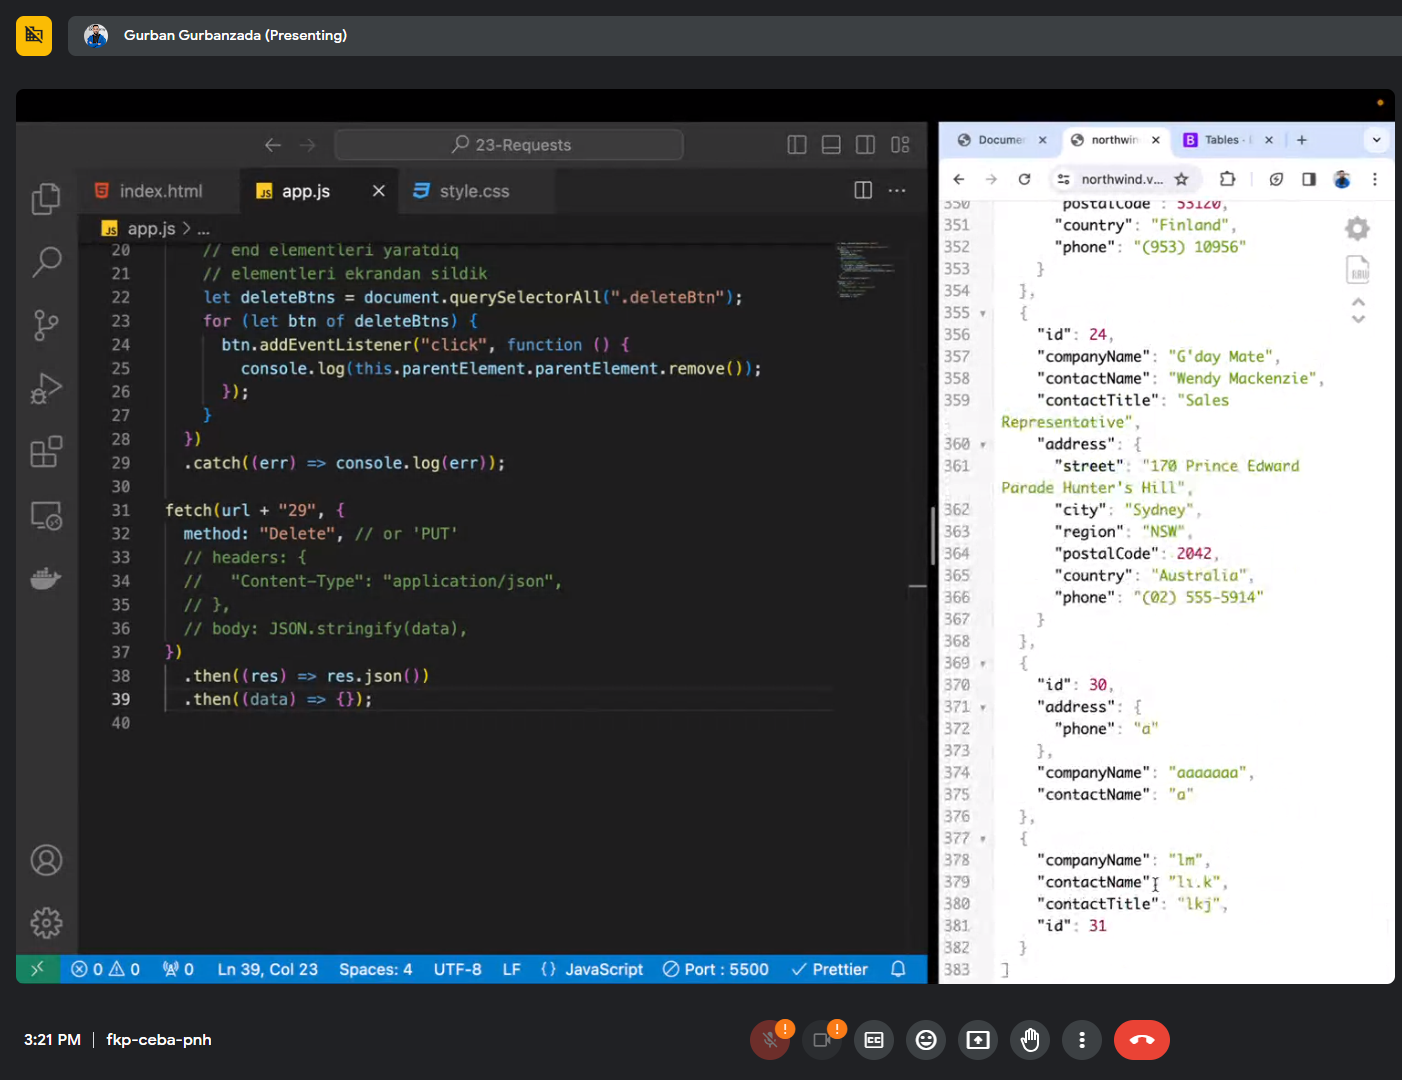 Gurban Gurbanzada (Presenting)
23-Requests
index.html
app.js
style.css
app.js > ...
20 // end elementleri yaratdiq
21 // elementleri ekrandan sildik
22 let deleteBtns = document.querySelectorAll(".deleteBtn");
23 for (let btn of deleteBtns) {
24 btn.addEventListener("click", function () {
25 console.log(this.parentElement.parentElement.remove());
26 });
27 }
28 })
29 .catch((err) => console.log(err));
30
31 fetch(url + "29", {
32 method: "Delete", // or 'PUT'
33 // headers: {
34 //   "Content-Type": "application/json",
35 // },
36 // body: JSON.stringify(data),
37 })
38 .then((res) => res.json())
39 .then((data) => {});
40
0 0 0 Ln 39, Col 23 Spaces: 4 UTF-8 LF {} JavaScript Port : 5500 Prettier
Documen
northwin
Tables ·
northwind.v...
350 "postalCode": 53120,
351 "country": "Finland",
352 "phone": "(953) 10956"
353 }
354 },
355 {
356 "id": 24,
357 "companyName": "G'day Mate",
358 "contactName": "Wendy Mackenzie",
359 "contactTitle": "Sales
Representative",
360 "address": {
361 "street": "170 Prince Edward
Parade Hunter's Hill",
362 "city": "Sydney",
363 "region": "NSW",
364 "postalCode": 2042,
365 "country": "Australia",
366 "phone": "(02) 555-5914"
367 }
368 },
369 {
370 "id": 30,
371 "address": {
372 "phone": "a"
373 },
374 "companyName": "aaaaaaa",
375 "contactName": "a"
376 },
377 {
378 "companyName": "lm",
379 "contactName": "lı.k",
380 "contactTitle": "lkj",
381 "id": 31
382 }
383 ]
RAW
3:21 PM | fkp-ceba-pnh